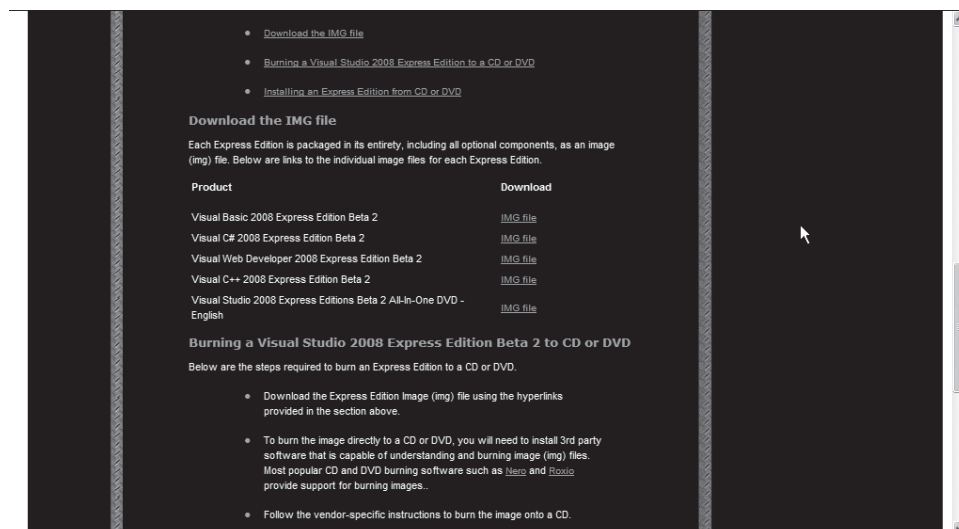 Download the IMG file
Burning a Visual Studio 2008 Express Edition to a CD or DVD
Installing an Express Edition from CD or DVD
Download the IMG file
Each Express Edition is packaged in its entirety, including all optional components, as an image
(img) file. Below are links to the individual image files for each Express Edition.
Product Download
Visual Basic 2008 Express Edition Beta 2 IMG file
Visual C# 2008 Express Edition Beta 2 IMG file
Visual Web Developer 2008 Express Edition Beta 2 IMG file
Visual C++ 2008 Express Edition Beta 2 IMG file
Visual Studio 2008 Express Editions Beta 2 All-In-One DVD -
English IMG file
Burning a Visual Studio 2008 Express Edition Beta 2 to CD or DVD
Below are the steps required to burn an Express Edition to a CD or DVD.
Download the Express Edition Image (img) file using the hyperlinks
provided in the section above.
To burn the image directly to a CD or DVD, you will need to install 3rd party
software that is capable of understanding and burning image (img) files.
Most popular CD and DVD burning software such as Nero and Roxio
provide support for burning images..
Follow the vendor-specific instructions to burn the image onto a CD.